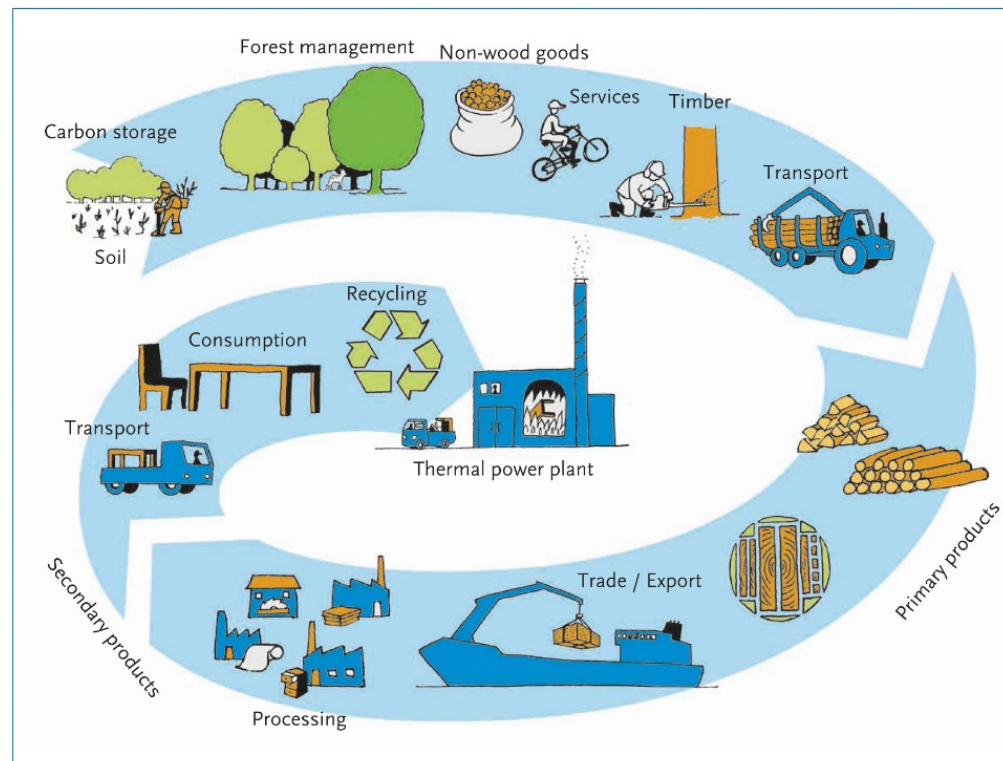 Forest management
Non-wood goods
Services
Timber
Carbon storage
Transport
Soil
Recycling
Consumption
Transport
Thermal power plant
Primary products
Trade / Export
Secondary products
Processing